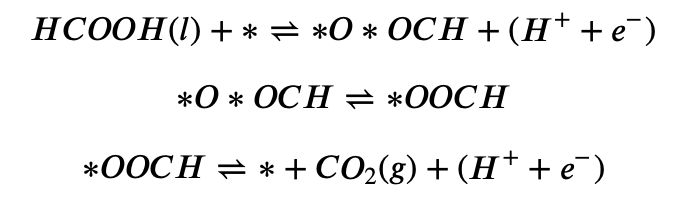 HCOOH(l) + * ⇌ *O * OCH + (H⁺ + e⁻)
*O * OCH ⇌ *OOCH
*OOCH ⇌ * + CO₂(g) + (H⁺ + e⁻)